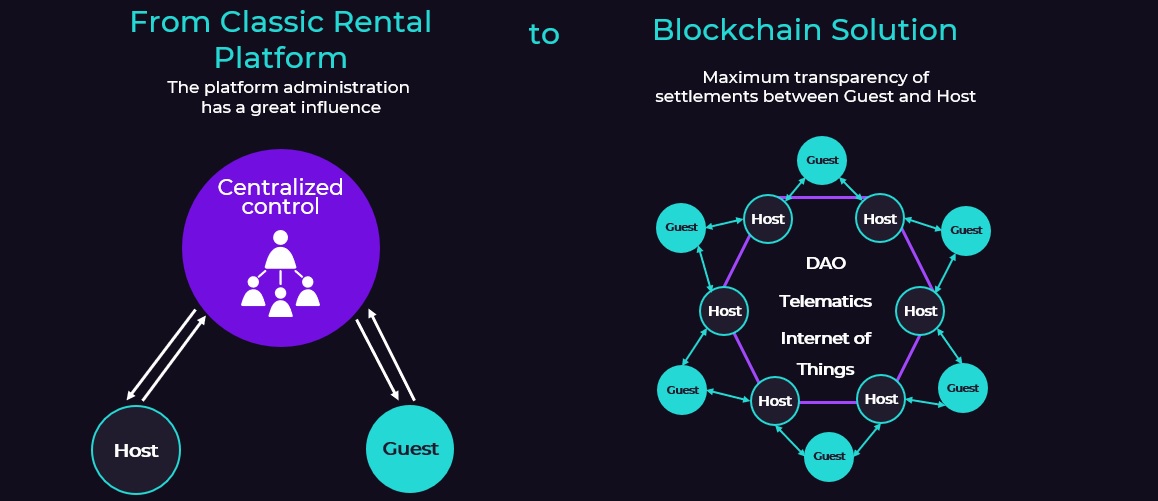 From Classic Rental
Platform
to
Blockchain Solution
The platform administration
has a great influence
Maximum transparency of
settlements between Guest and Host
Centralized
control
Host
Guest
Guest
Host
Host
Guest
Guest
DAO
Telematics
Internet of
Things
Host
Host
Guest
Guest
Host
Host
Guest